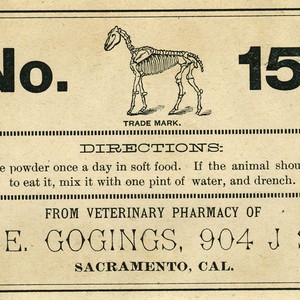 No. 15
TRADE MARK.
DIRECTIONS:
powder once a day in soft food. If the animal
to eat it, mix it with one pint of water, and drench.
FROM VETERINARY PHARMACY OF
E. GOGINGS, 904 J
SACRAMENTO, CAL.